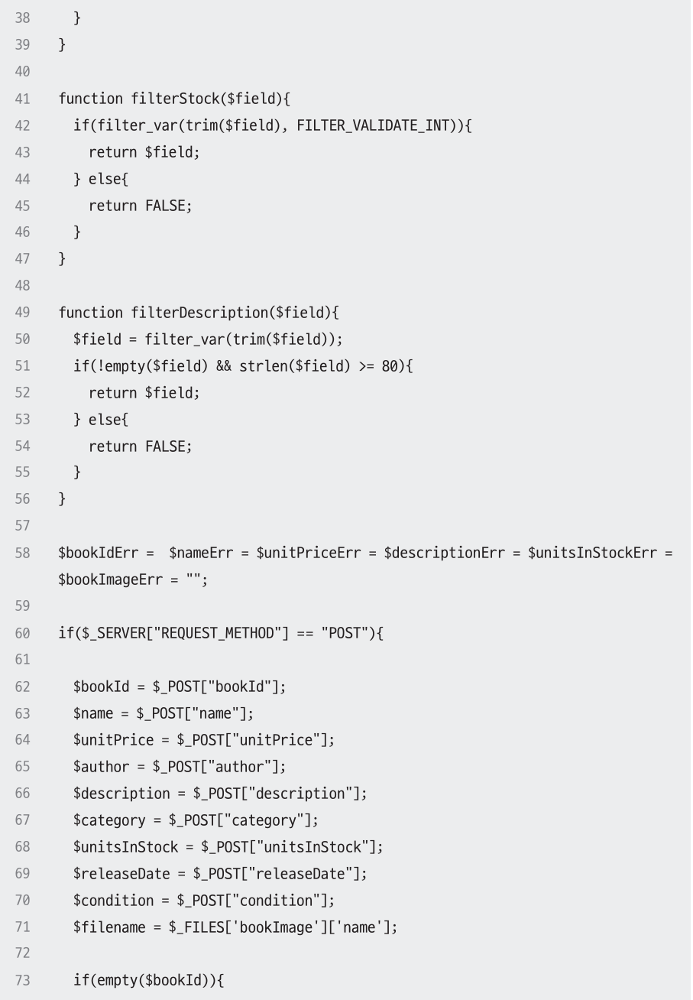 38 }
39 }
40
41 function filterStock($field){
42 if(filter_var(trim($field), FILTER_VALIDATE_INT)){
43 return $field;
44 } else{
45 return FALSE;
46 }
47 }
48
49 function filterDescription($field){
50 $field = filter_var(trim($field));
51 if(!empty($field) && strlen($field) >= 80){
52 return $field;
53 } else{
54 return FALSE;
55 }
56 }
57
58 $bookIdErr =  $nameErr = $unitPriceErr = $descriptionErr = $unitsInStockErr =
$bookImageErr = "";
59
60 if($_SERVER["REQUEST_METHOD"] == "POST"){
61
62 $bookId = $_POST["bookId"];
63 $name = $_POST["name"];
64 $unitPrice = $_POST["unitPrice"];
65 $author = $_POST["author"];
66 $description = $_POST["description"];
67 $category = $_POST["category"];
68 $unitsInStock = $_POST["unitsInStock"];
69 $releaseDate = $_POST["releaseDate"];
70 $condition = $_POST["condition"];
71 $filename = $_FILES['bookImage']['name'];
72
73 if(empty($bookId)){